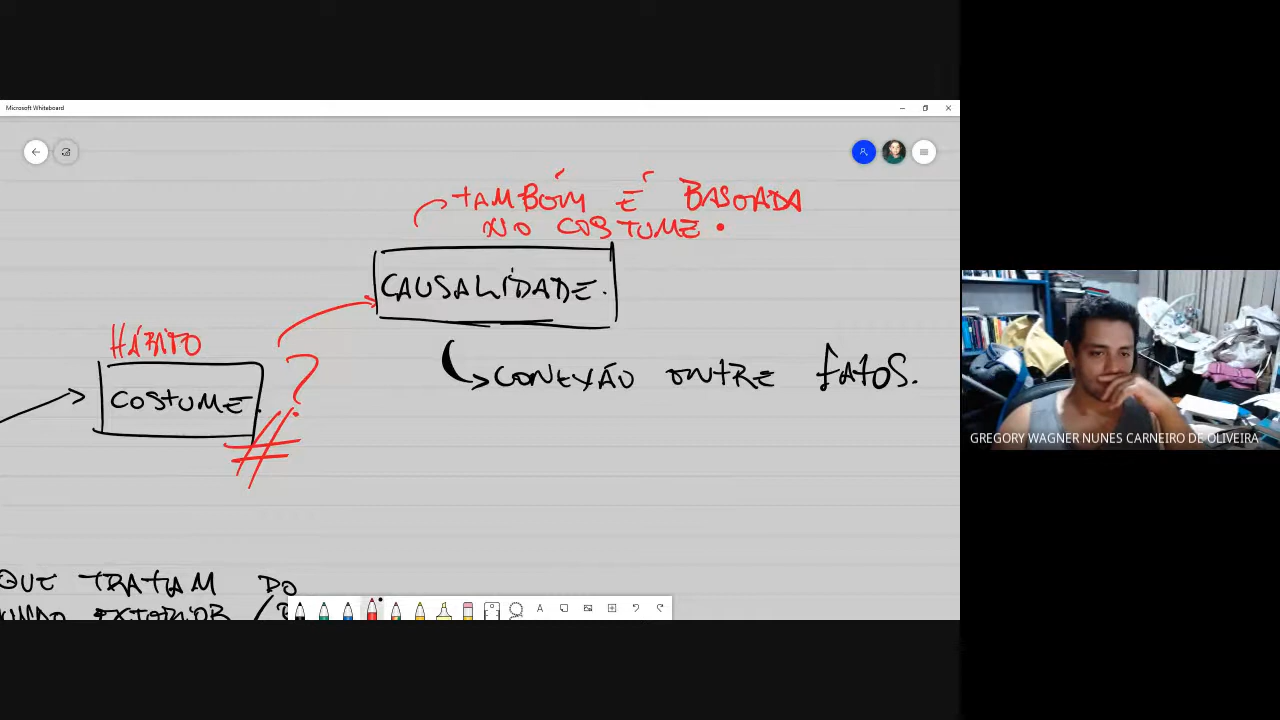 Microsoft Whiteboard
TAMBÉM É BASEADA
NO COSTUME.
CAUSALIDADE.
HÁBITO
COSTUME.
?
CONEXÃO ENTRE FATOS.
QUE TRATAM DO
EXTERIOR
GREGORY WAGNER NUNES CARNEIRO DE OLIVEIRA